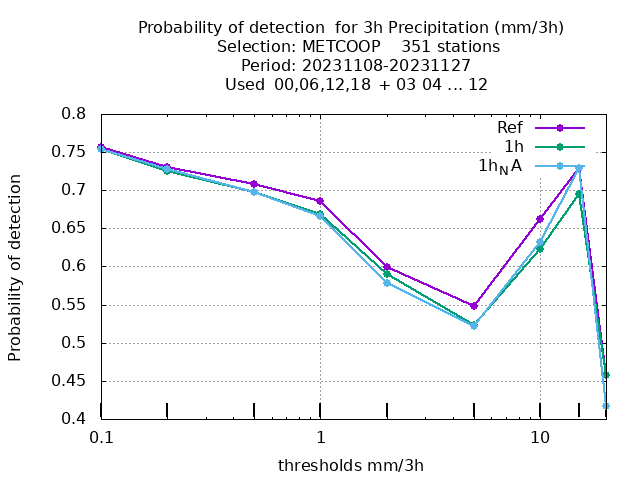 Probability of detection  for 3h Precipitation (mm/3h)
Selection: METCOOP    351 stations
Period: 20231108-20231127
Used  00,06,12,18  + 03 04 ... 12
Ref
1h
1h_NA
0.8
0.75
0.7
0.65
0.6
0.55
0.5
0.45
0.4
Probability of detection
0.1
1
10
thresholds mm/3h